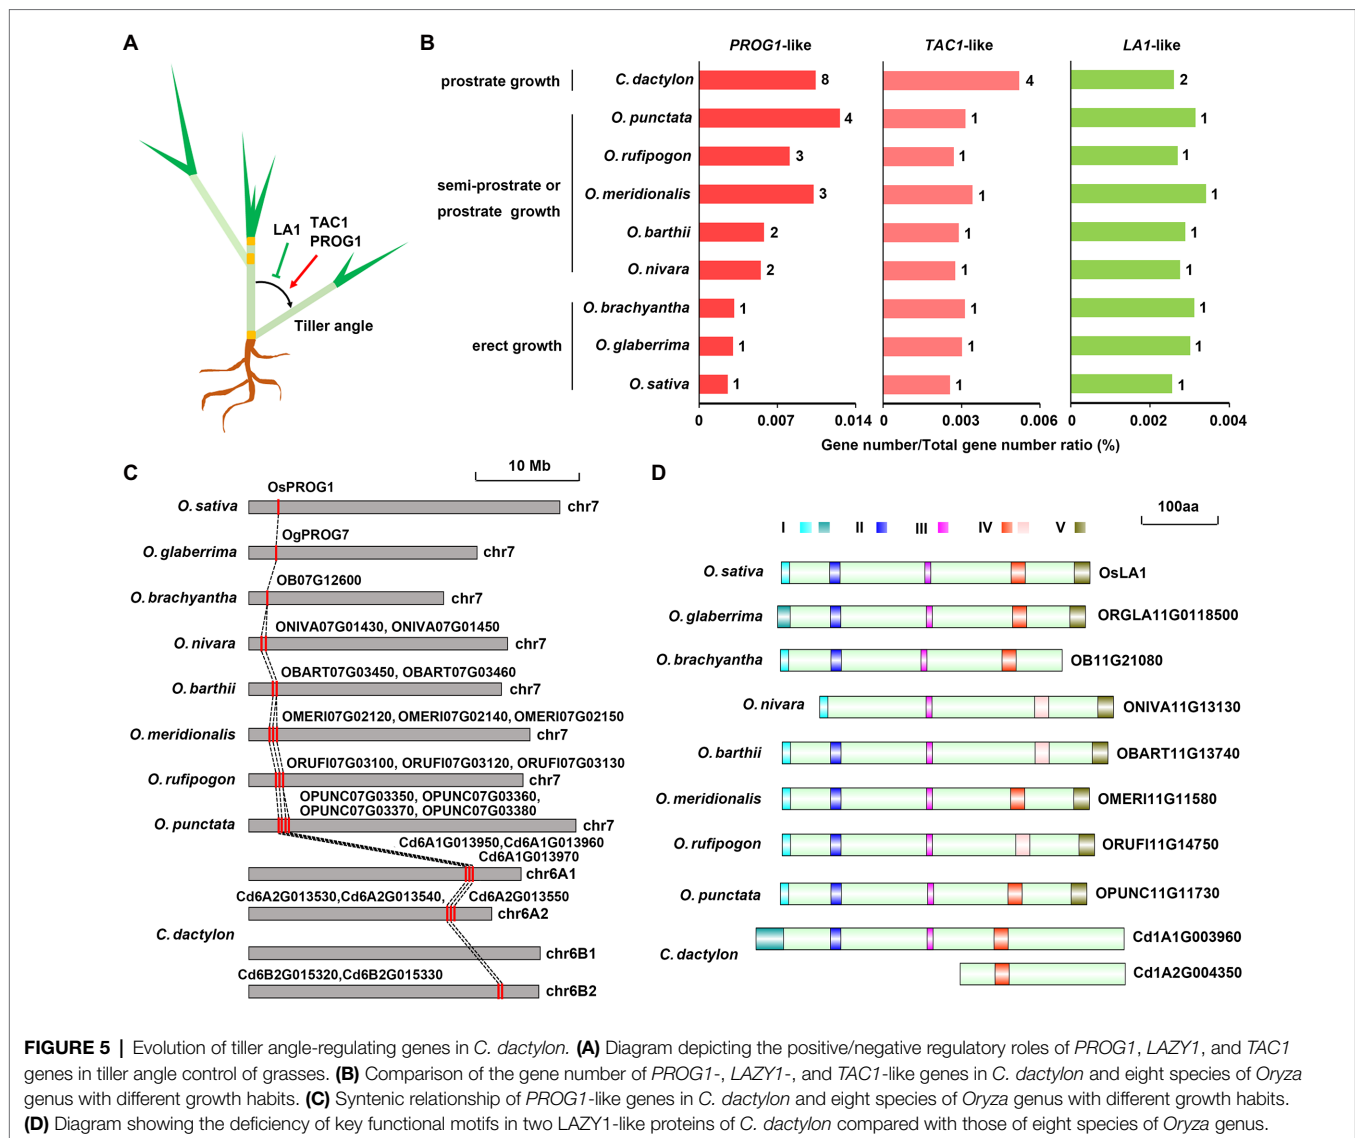 A
LA1
TAC1
PROG1
Tiller angle
B
PROG1-like
TAC1-like
LA1-like
prostrate growth
C. dactylon
8
4
2
O. punctata
4
1
1
O. rufipogon
3
1
1
semi-prostrate or
prostrate growth
O. meridionalis
3
1
1
O. barthii
2
1
1
O. nivara
2
1
1
O. brachyantha
1
1
1
erect growth
O. glaberrima
1
1
1
O. sativa
1
1
1
0 0.007 0.014
0 0.003 0.006
0 0.002 0.004
Gene number/Total gene number ratio (%)
C
10 Mb
OsPROG1
O. sativa
chr7
OgPROG7
O. glaberrima
chr7
OB07G12600
O. brachyantha
chr7
ONIVA07G01430, ONIVA07G01450
O. nivara
chr7
OBART07G03450, OBART07G03460
O. barthii
chr7
OMERI07G02120, OMERI07G02140, OMERI07G02150
O. meridionalis
chr7
ORUFI07G03100, ORUFI07G03120, ORUFI07G03130
O. rufipogon
OPUNC07G03350, OPUNC07G03360,
OPUNC07G03370, OPUNC07G03380
O. punctata
chr7
Cd6A1G013950,Cd6A1G013960
Cd6A1G013970
chr6A1
Cd6A2G013530,Cd6A2G013540, Cd6A2G013550
chr6A2
C. dactylon
chr6B1
Cd6B2G015320,Cd6B2G015330
chr6B2
D
100aa
I II III IV V
O. sativa
OsLA1
O. glaberrima
ORGLA11G0118500
O. brachyantha
OB11G21080
O. nivara
ONIVA11G13130
O. barthii
OBART11G13740
O. meridionalis
OMERI11G11580
O. rufipogon
ORUFI11G14750
O. punctata
OPUNC11G11730
C. dactylon
Cd1A1G003960
Cd1A2G004350
FIGURE 5 | Evolution of tiller angle-regulating genes in C. dactylon. (A) Diagram depicting the positive/negative regulatory roles of PROG1, LAZY1, and TAC1
genes in tiller angle control of grasses. (B) Comparison of the gene number of PROG1-, LAZY1-, and TAC1-like genes in C. dactylon and eight species of Oryza
genus with different growth habits. (C) Syntenic relationship of PROG1-like genes in C. dactylon and eight species of Oryza genus with different growth habits.
(D) Diagram showing the deficiency of key functional motifs in two LAZY1-like proteins of C. dactylon compared with those of eight species of Oryza genus.